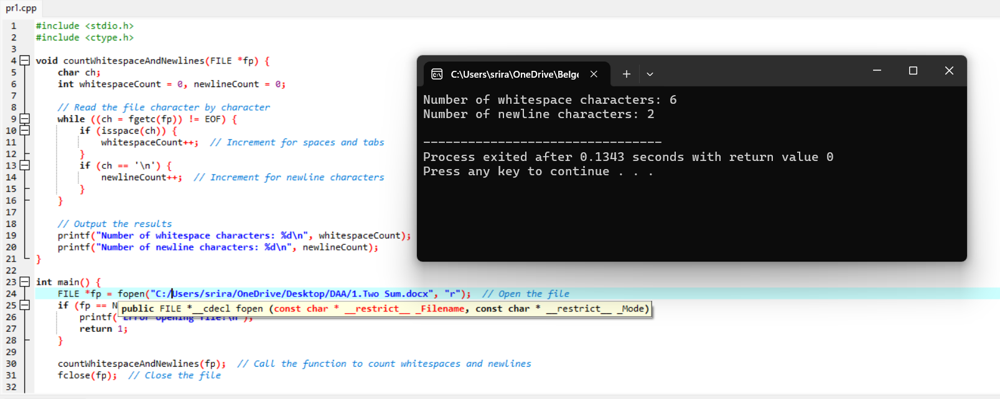 pr1.cpp
1 #include <stdio.h>
2 #include <ctype.h>
3
4 void countWhitespaceAndNewlines(FILE *fp) {
5 char ch;
6 int whitespaceCount = 0, newlineCount = 0;
7
8 // Read the file character by character
9 while ((ch = fgetc(fp)) != EOF) {
10 if (isspace(ch)) {
11 whitespaceCount++; // Increment for spaces and tabs
12 }
13 if (ch == '\n') {
14 newlineCount++; // Increment for newline characters
15 }
16 }
17
18 // Output the results
19 printf("Number of whitespace characters: %d\n", whitespaceCount);
20 printf("Number of newline characters: %d\n", newlineCount);
21 }
22
23 int main() {
24 FILE *fp = fopen("C:/Users/srira/OneDrive/Desktop/DAA/1.Two Sum.docx", "r"); // Open the file
25 if (fp == N
public FILE *__cdecl fopen (const char * __restrict__ _Filename, const char * __restrict__ _Mode)
26 printf("Error opening file!\n");
27 return 1;
28 }
29
30 countWhitespaceAndNewlines(fp); // Call the function to count whitespaces and newlines
31 fclose(fp); // Close the file
32
C:\Users\srira\OneDrive\Belge
Number of whitespace characters: 6
Number of newline characters: 2
--------------------------------
Process exited after 0.1343 seconds with return value 0
Press any key to continue . . .